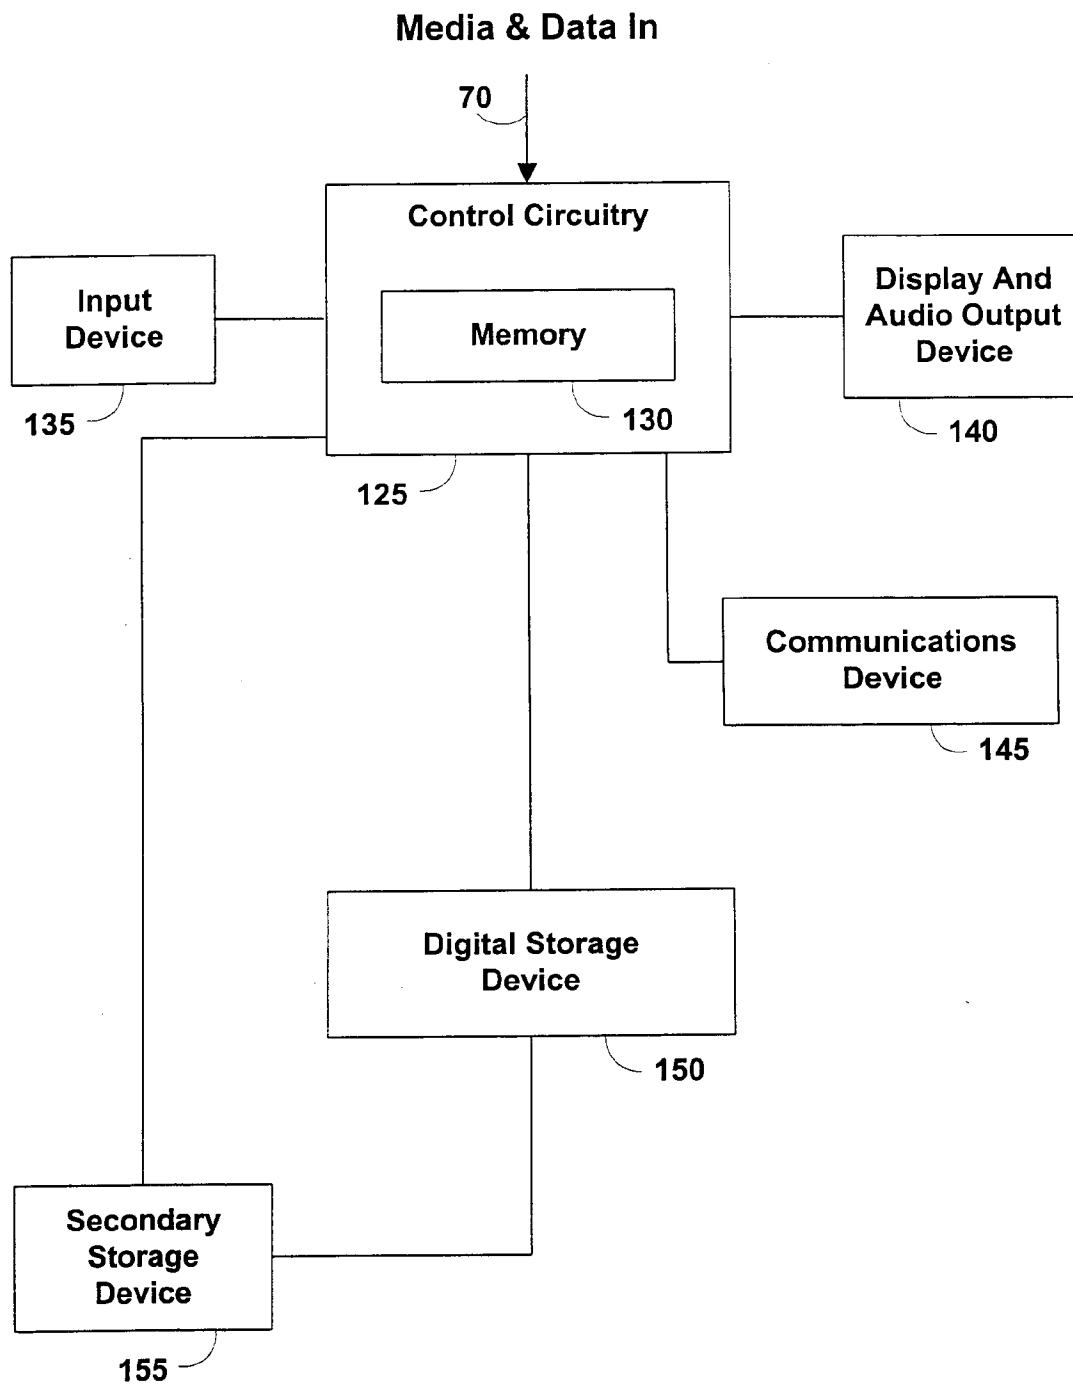 Media & Data In
70
Control Circuitry
Input
Device
Memory
Display And
Audio Output
Device
135
130
140
125
Communications
Device
145
Digital Storage
Device
150
Secondary
Storage
Device
155